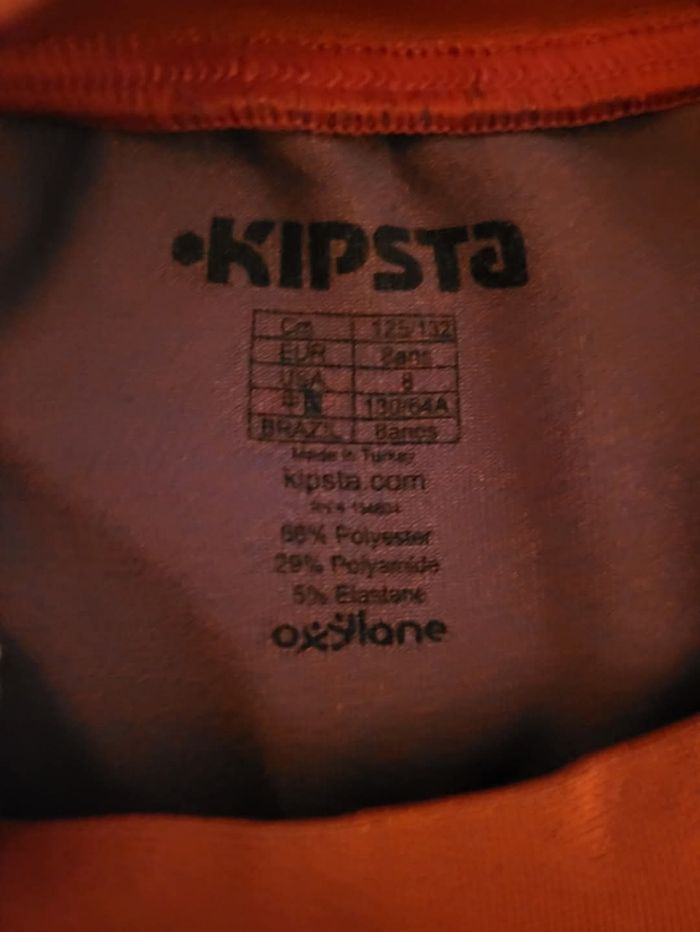 KIPSTA
Cm 125/132
EUR 8ans
USA 8
130/64A
BRAZIL 8anos
Made in Turkey
kipsta.com
66% Polyester
29% Polyamide
5% Elastane
oxylane